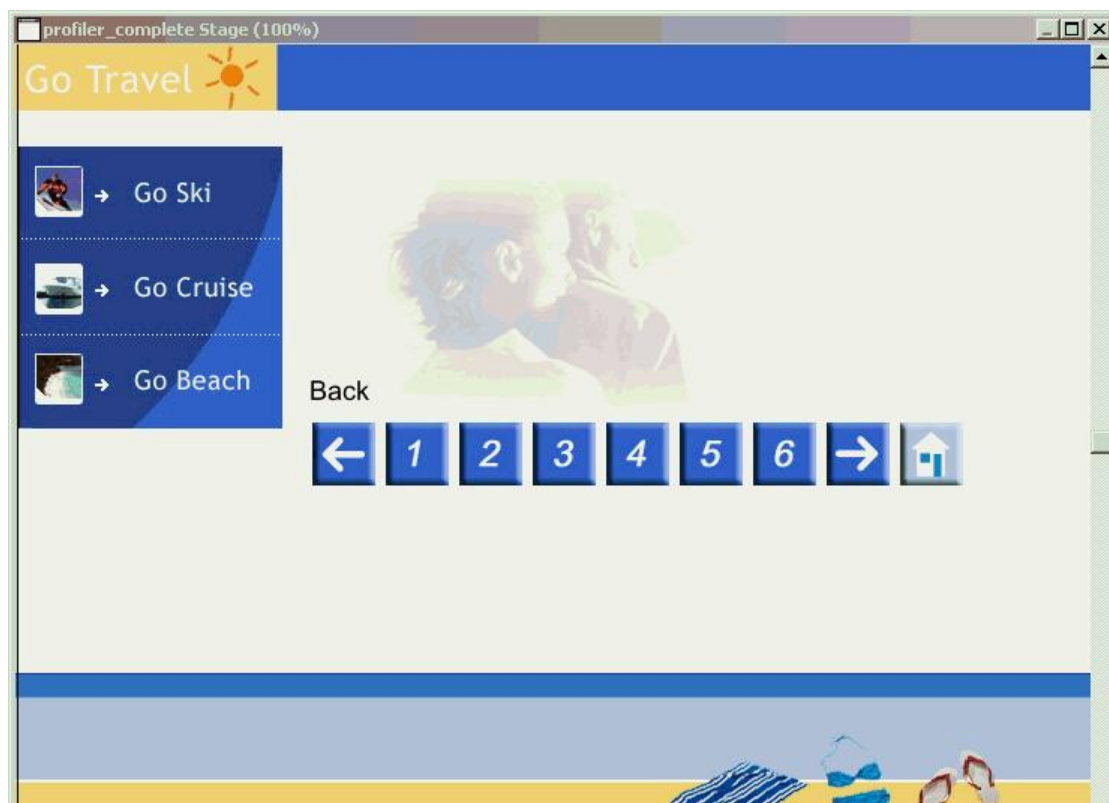 profiler_complete Stage (100%)
Go Travel
Go Ski
Go Cruise
Go Beach
Back
1 2 3 4 5 6